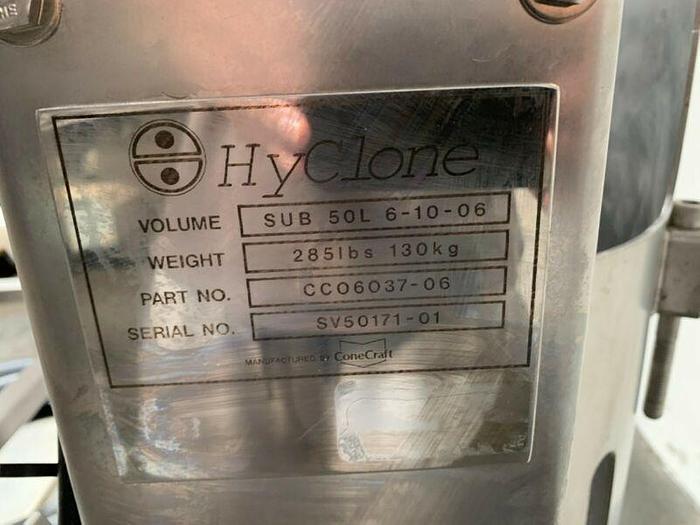 HyClone
VOLUME SUB 50L 6-10-06
WEIGHT 285lbs 130kg
PART NO. CC06037-06
SERIAL NO. SV50171-01
MANUFACTURED BY ConeCraft